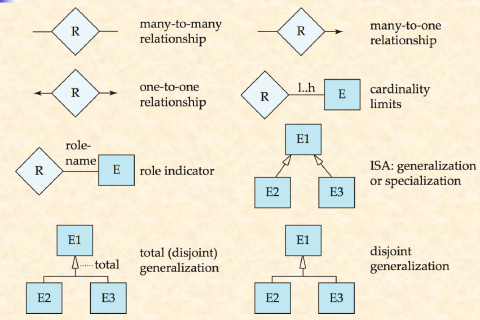 R
many-to-many
relationship
R
many-to-one
relationship
R
one-to-one
relationship
R
l..h
E
cardinality
limits
R
role-
name
E
role indicator
E1
E2
E3
ISA: generalization
or specialization
E1
total
E2
E3
total (disjoint)
generalization
E1
E2
E3
disjoint
generalization